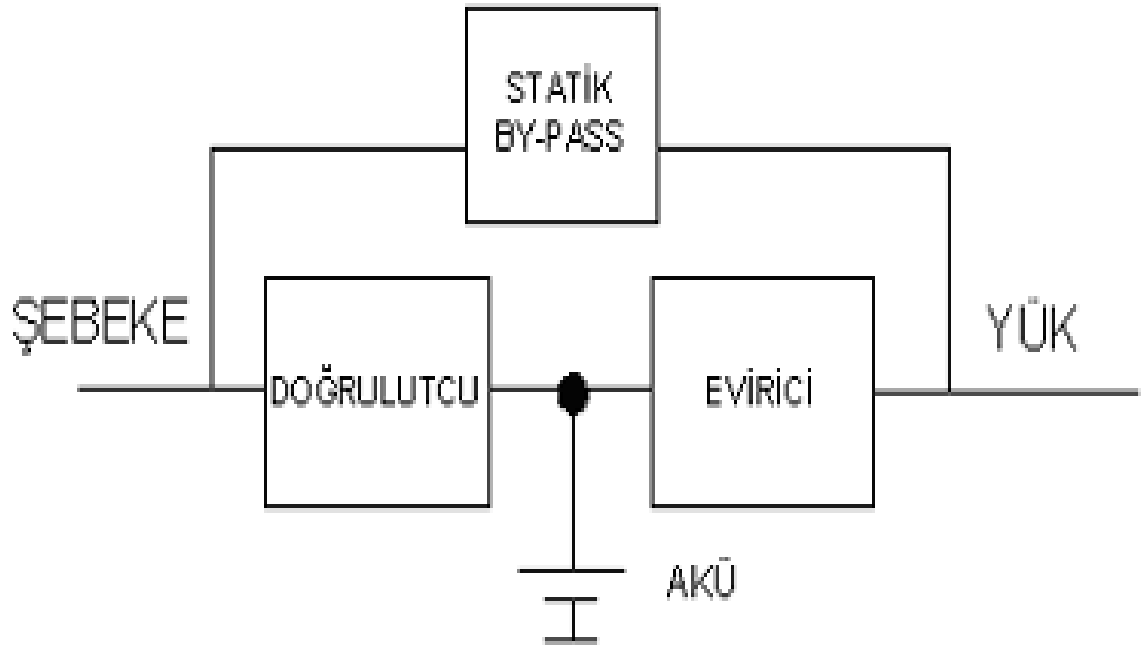 STATİK
BY-PASS
ŞEBEKE
YÜK
DOĞRULUTCU
EVİRİCİ
AKÜ